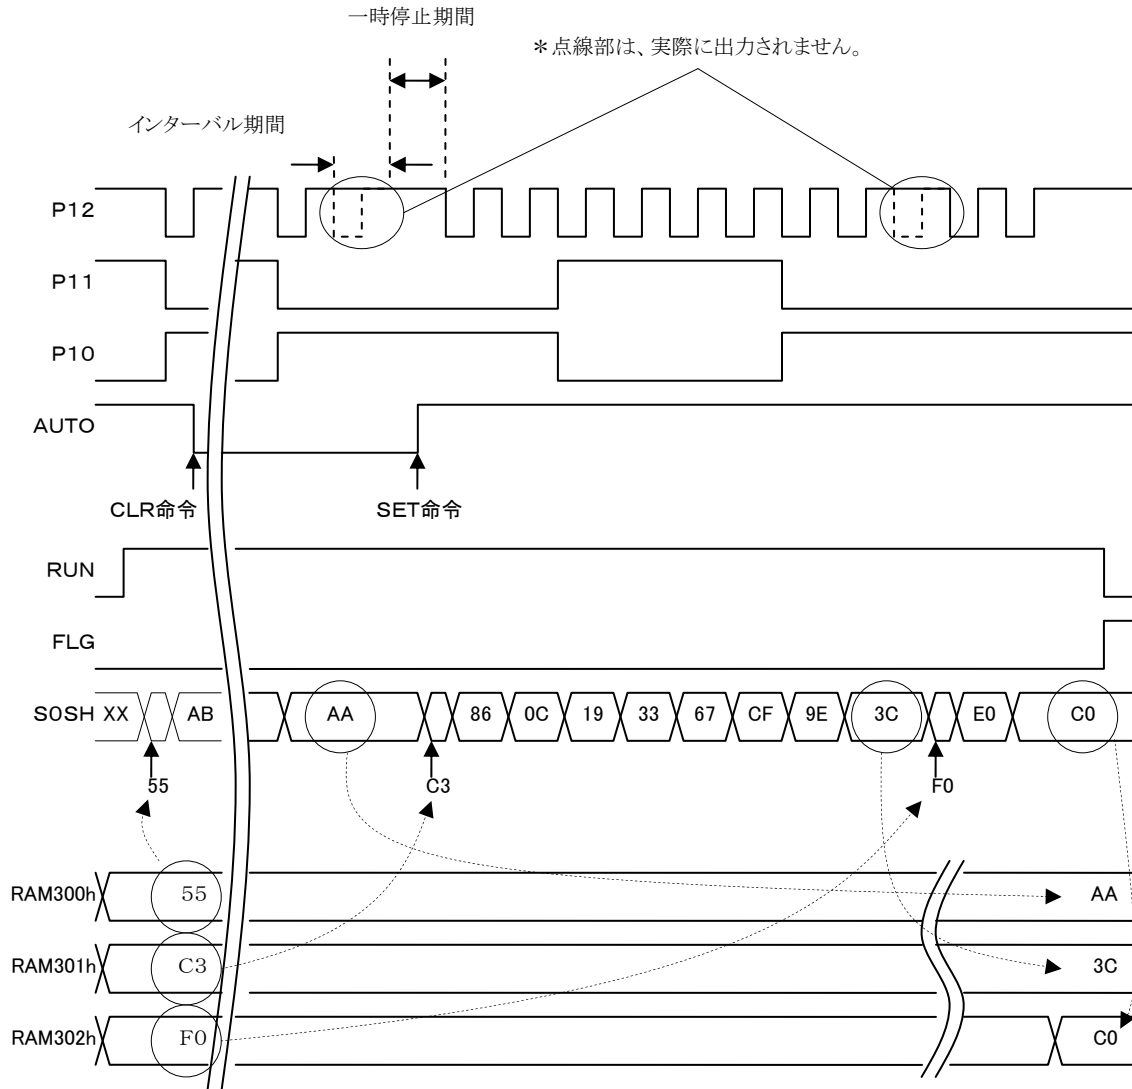 一時停止期間
＊点線部は、実際に出力されません。
インターバル期間
P12
P11
P10
AUTO
CLR命令
SET命令
RUN
FLG
S0SH XX AB AA 86 0C 19 33 67 CF 9E 3C E0 C0
55 C3 F0
RAM300h 55 AA
RAM301h C3 3C
RAM302h F0 C0